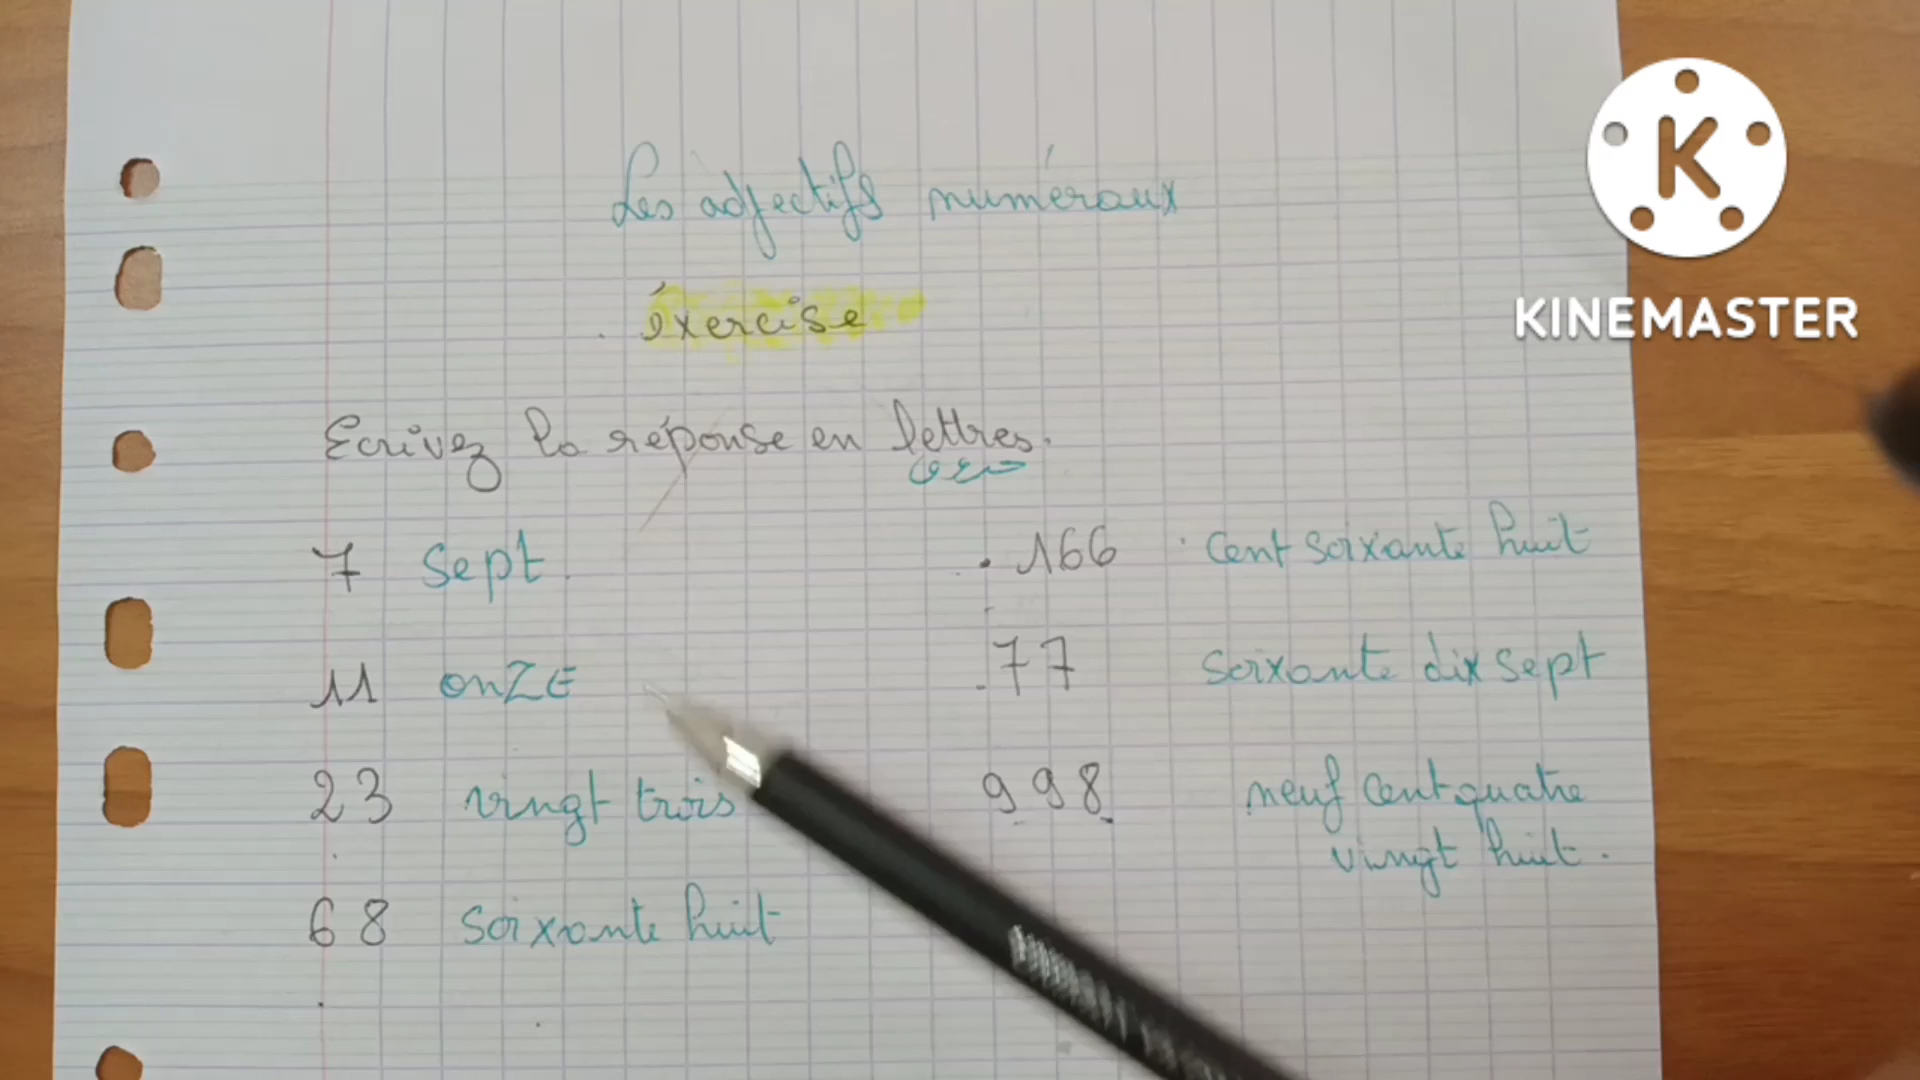 Les adjectifs numéraux
éxercise
Ecrivez la réponse en lettres.
7 sept
11 onZE
23 vingt trois
68 soixante huit
166 cent soixante huit
77 soixante dix sept
998 neuf cent quatre
vingt huit.
K
KINEMASTER